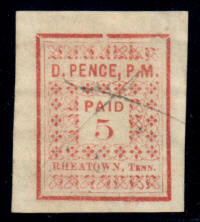 D. PENCE, P.M.
PAID
5
RHEATOWN, TENN.